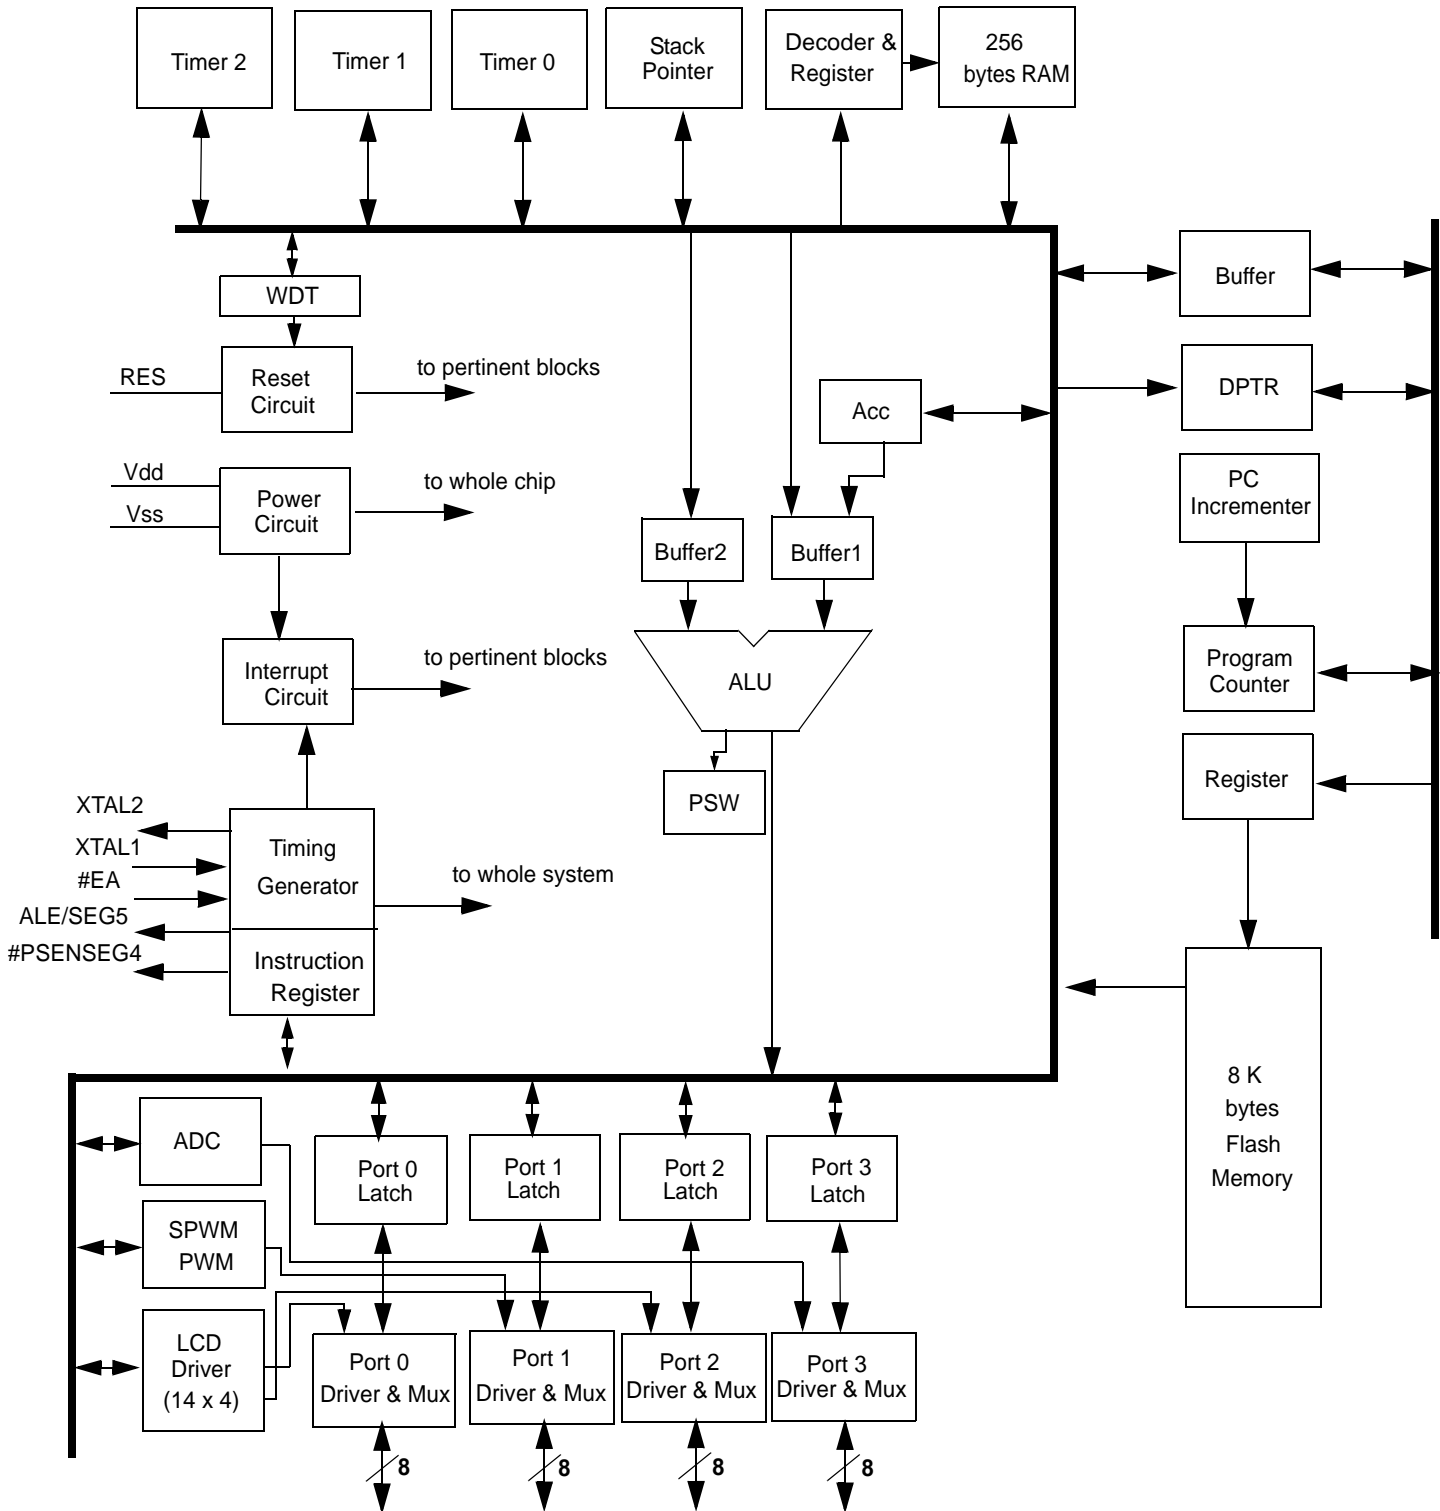 Timer 2
Timer 1
Timer 0
Stack
Pointer
Decoder &
Register
256
bytes RAM
WDT
Buffer
RES
Reset
Circuit
to pertinent blocks
Acc
DPTR
Vdd
Vss
Power
Circuit
to whole chip
PC
Incrementer
Buffer2
Buffer1
Interrupt
Circuit
to pertinent blocks
ALU
Program
Counter
PSW
Register
XTAL2
XTAL1
#EA
ALE/SEG5
#PSENSEG4
Timing
Generator
to whole system
Instruction
Register
8 K
bytes
Flash
Memory
ADC
Port 0
Latch
Port 1
Latch
Port 2
Latch
Port 3
Latch
SPWM
PWM
LCD
Driver
(14 x 4)
Port 0
Driver & Mux
Port 1
Driver & Mux
Port 2
Driver & Mux
Port 3
Driver & Mux
8
8
8
8